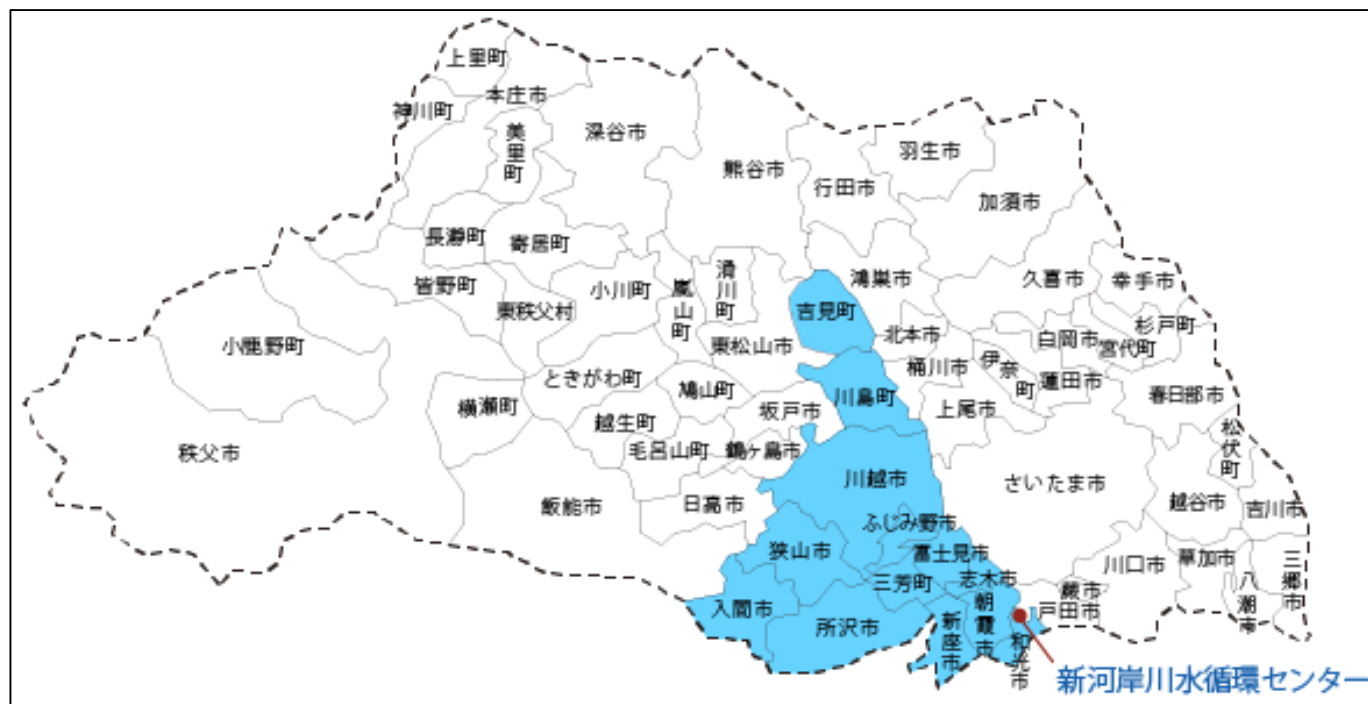 上里町
本庄市
神川町
美里町
深谷市
熊谷市
行田市
羽生市
加須市
長瀞町
寄居町
皆野町
東秩父村
小川町
嵐山町
滑川町
吉見町
鴻巣市
久喜市
幸手市
小鹿野町
東松山市
北本市
白岡市
杉戸町
宮代町
ときがわ町
鳩山町
川島町
桶川市
伊奈町
蓮田市
春日部市
横瀬町
越生町
坂戸市
上尾市
松伏町
秩父市
毛呂山町
鶴ヶ島市
川越市
さいたま市
飯能市
日高市
越谷市
吉川市
ふじみ野市
狭山市
富士見市
三芳町
志木市
川口市
草加市
八潮市
三郷市
蕨市
戸田市
入間市
所沢市
新座市
朝霞市
和光市
新河岸川水循環センター